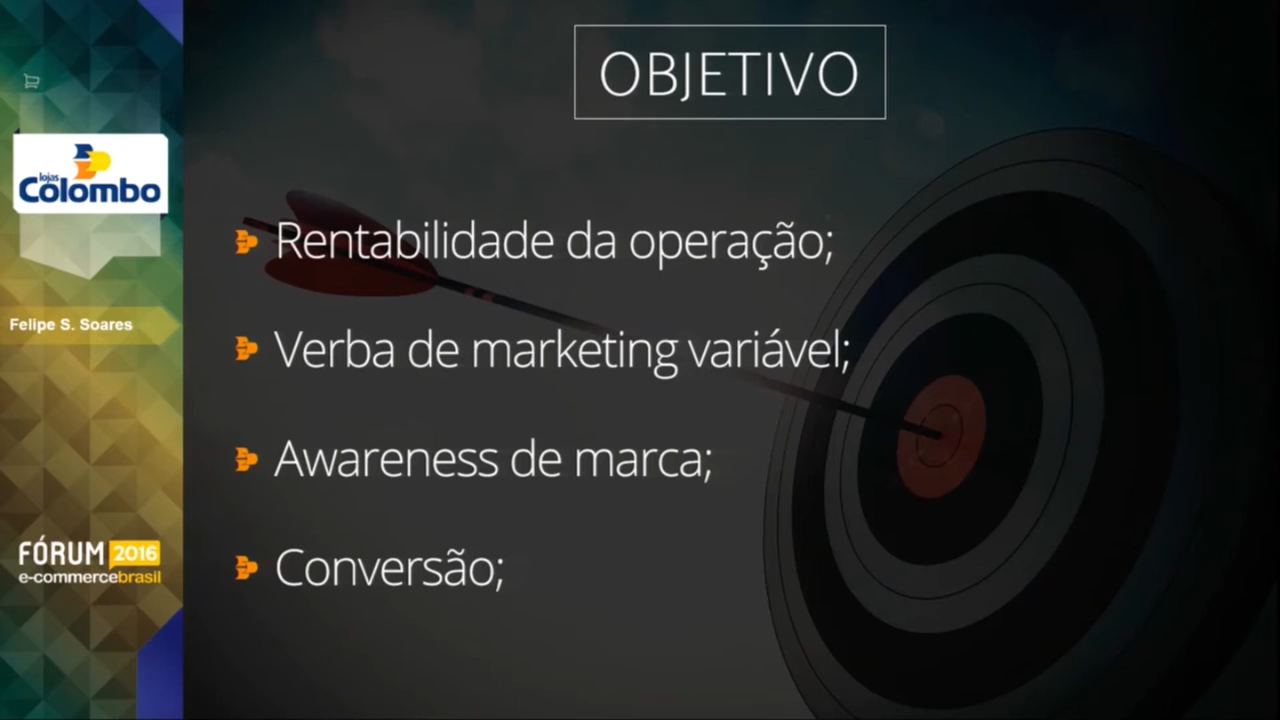 OBJETIVO
lojas
Colombo
Rentabilidade da operação;
Felipe S. Soares
Verba de marketing variável;
Awareness de marca;
Conversão;
FÓRUM 2016
e-commercebrasil